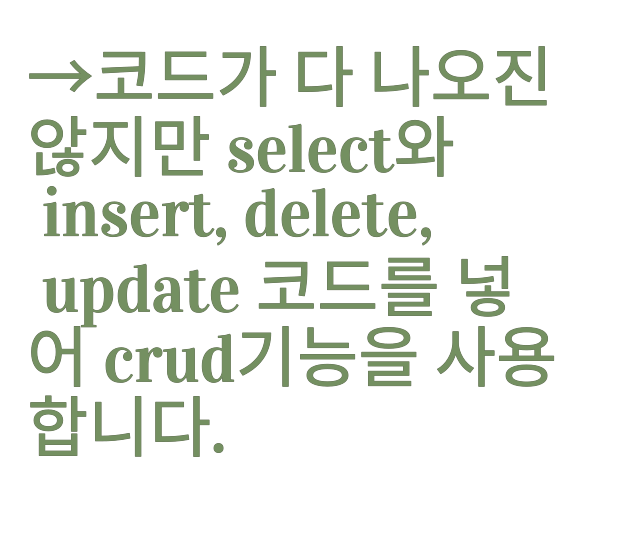 →코드가 다 나오진
않지만 select와
insert, delete,
update 코드를 넣
어 crud기능을 사용
합니다.